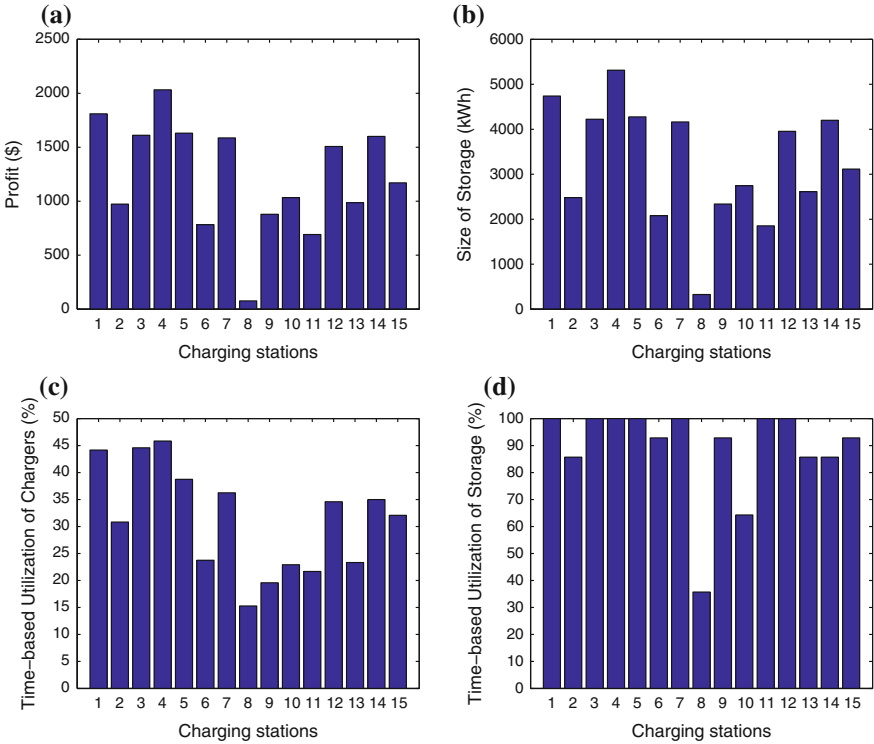 (a)
2500
2000
1500
1000
500
0
Profit ($)
1 2 3 4 5 6 7 8 9 10 11 12 13 14 15
Charging stations
(b)
6000
5000
4000
3000
2000
1000
0
Size of Storage (kWh)
1 2 3 4 5 6 7 8 9 10 11 12 13 14 15
Charging stations
(c)
50
45
40
35
30
25
20
15
10
5
0
Time−based Utilization of Chargers (%)
1 2 3 4 5 6 7 8 9 10 11 12 13 14 15
Charging stations
(d)
100
90
80
70
60
50
40
30
20
10
0
Time−based Utilization of Storage (%)
1 2 3 4 5 6 7 8 9 10 11 12 13 14 15
Charging stations